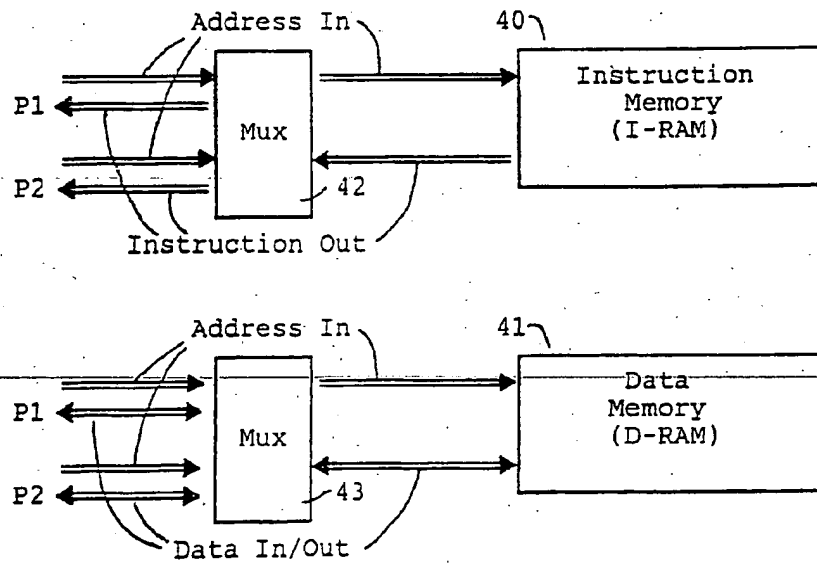 Address In
40
Instruction
Memory
(I-RAM)
P1
Mux
P2
42
Instruction Out
Address In
41
Data
Memory
(D-RAM)
P1
Mux
P2
43
Data In/Out